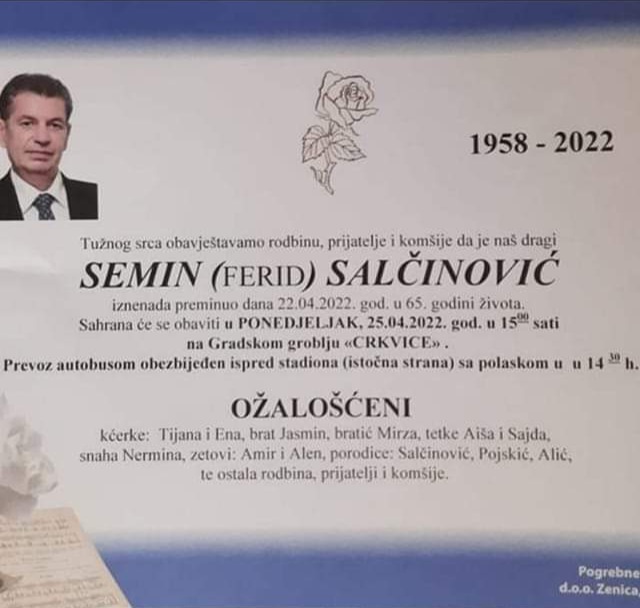 1958 - 2022
Tužnog srca obavještavamo rodbinu, prijatelje i komšije da je naš dragi
SEMIN (FERID) SALČINOVIĆ
iznenada preminuo dana 22.04.2022. god. u 65. godini života.
Sahrana će se obaviti u PONEDJELJAK, 25.04.2022. god. u 15⁰⁰ sati
na Gradskom groblju «CRKVICE» .
Prevoz autobusom obezbijeđen ispred stadiona (istočna strana) sa polaskom u u 14 ³⁰ h.
OŽALOŠĆENI
kćerke: Tijana i Ena, brat Jasmin, bratić Mirza, tetke Aiša i Sajda,
snaha Nermina, zetovi: Amir i Alen, porodice: Salčinović, Pojskić, Alić,
te ostala rodbina, prijatelji i komšije.
Pogrebne
d.o.o. Zenica,